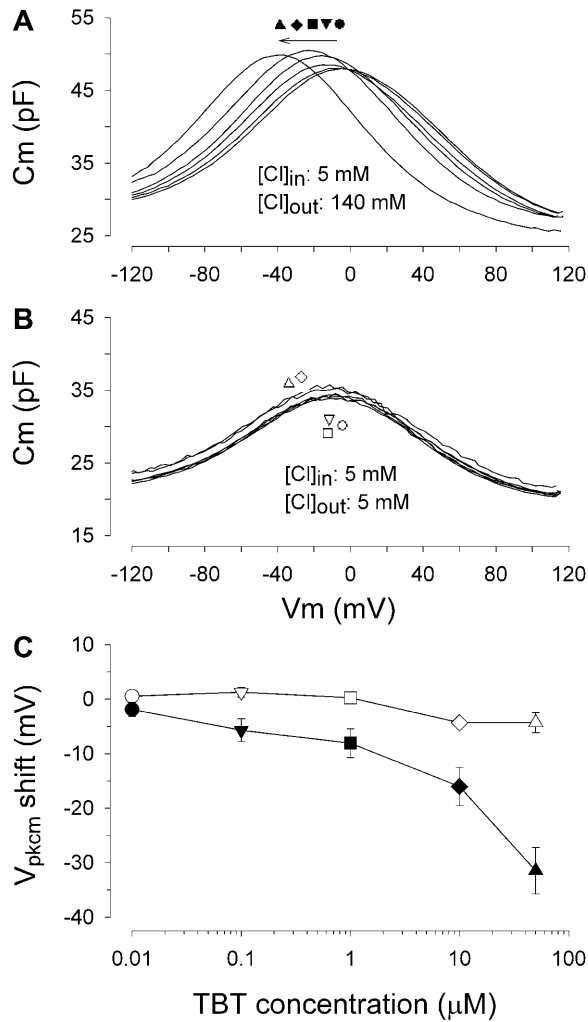 A
55
45
35
25
Cm (pF)
[Cl]in: 5 mM
[Cl]out: 140 mM
-120 -80 -40 0 40 80 120
B
45
35
25
15
Cm (pF)
[Cl]in: 5 mM
[Cl]out: 5 mM
-120 -80 -40 0 40 80 120
Vm (mV)
C
10
0
-10
-20
-30
-40
Vpkcm shift (mV)
0.01 0.1 1 10 100
TBT concentration (μM)